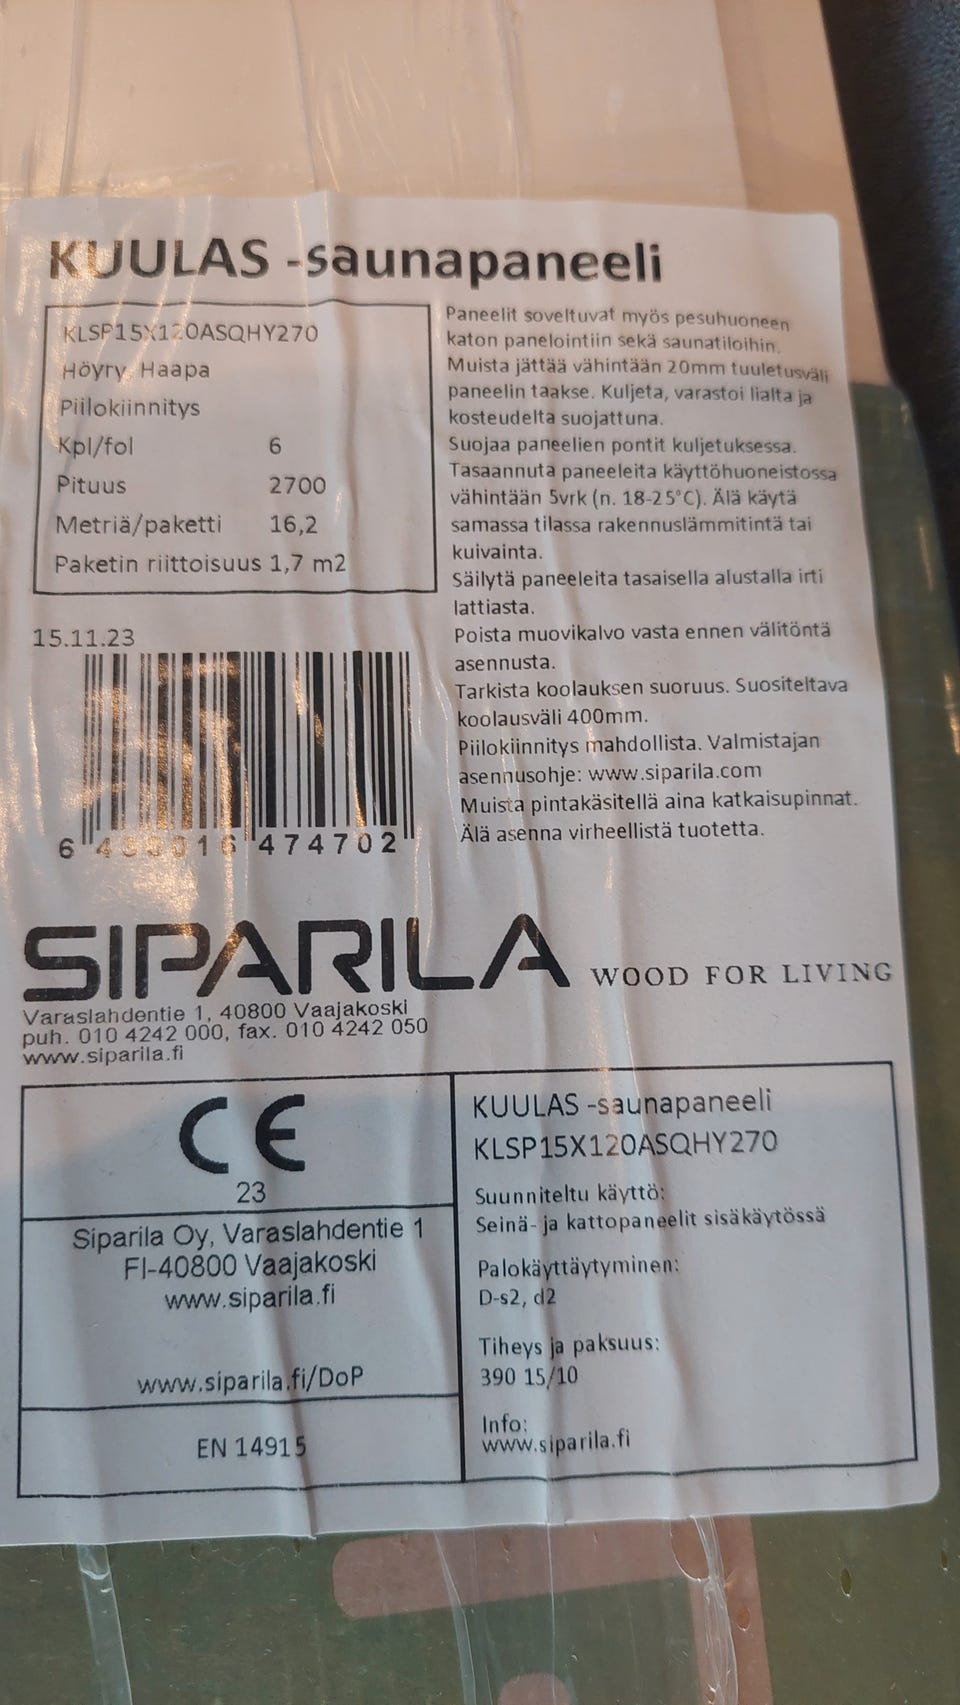 KUULAS -saunapaneeli
KLSP15X120ASQHY270
Höyry, Haapa
Piilokiinnitys
Kpl/fol 6
Pituus 2700
Metriä/paketti 16,2
Paketin riittoisuus 1,7 m2
Paneelit soveltuvat myös pesuhuoneen
katon panelointiin sekä saunatiloihin.
Muista jättää vähintään 20mm tuuletusväli
paneelin taakse. Kuljeta, varastoi lialta ja
kosteudelta suojattuna.
Suojaa paneelien pontit kuljetuksessa.
Tasaannuta paneeleita käyttöhuoneistossa
vähintään 5vrk (n. 18-25°C). Älä käytä
samassa tilassa rakennuslämmitintä tai
kuivainta.
Säilytä paneeleita tasaisella alustalla irti
lattiasta.
Poista muovikalvo vasta ennen välitöntä
asennusta.
Tarkista koolauksen suoruus. Suositeltava
koolausväli 400mm.
Piilokiinnitys mahdollista. Valmistajan
asennusohje: www.siparila.com
Muista pintakäsitellä aina katkaisupinnat.
Älä asenna virheellistä tuotetta.
15.11.23
474702
SIPARILA WOOD FOR LIVING
Varaslahdentie 1, 40800 Vaajakoski
puh. 010 4242 000, fax. 010 4242 050
www.siparila.fi
CE
23
Siparila Oy, Varaslahdentie 1
FI-40800 Vaajakoski
www.siparila.fi
www.siparila.fi/DoP
EN 14915
KUULAS -saunapaneeli
KLSP15X120ASQHY270
Suunniteltu käyttö:
Seinä- ja kattopaneelit sisäkäytössä
Palokäyttäytyminen:
D-s2, d2
Tiheys ja paksuus:
390 15/10
Info:
www.siparila.fi